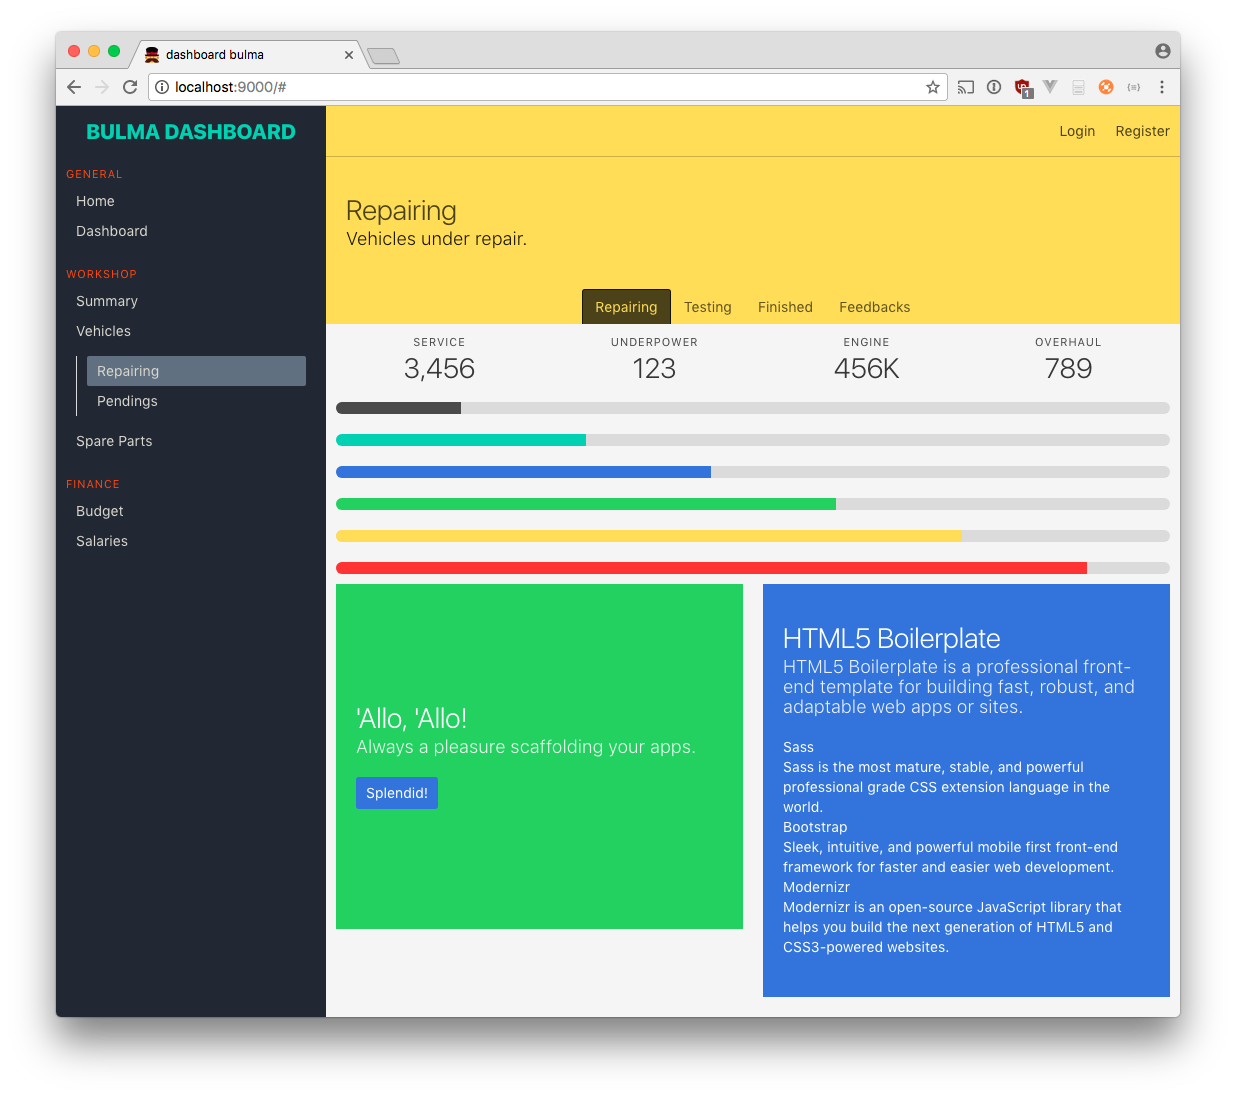 dashboard bulma
localhost:9000/#
1
BULMA DASHBOARD
Login Register
GENERAL
Home
Dashboard
WORKSHOP
Summary
Vehicles
Repairing
Pendings
Spare Parts
FINANCE
Budget
Salaries
Repairing
Vehicles under repair.
Repairing Testing Finished Feedbacks
SERVICE UNDERPOWER ENGINE OVERHAUL
3,456 123 456K 789
'Allo, 'Allo!
Always a pleasure scaffolding your apps.
Splendid!
HTML5 Boilerplate
HTML5 Boilerplate is a professional front-
end template for building fast, robust, and
adaptable web apps or sites.
Sass
Sass is the most mature, stable, and powerful
professional grade CSS extension language in the
world.
Bootstrap
Sleek, intuitive, and powerful mobile first front-end
framework for faster and easier web development.
Modernizr
Modernizr is an open-source JavaScript library that
helps you build the next generation of HTML5 and
CSS3-powered websites.